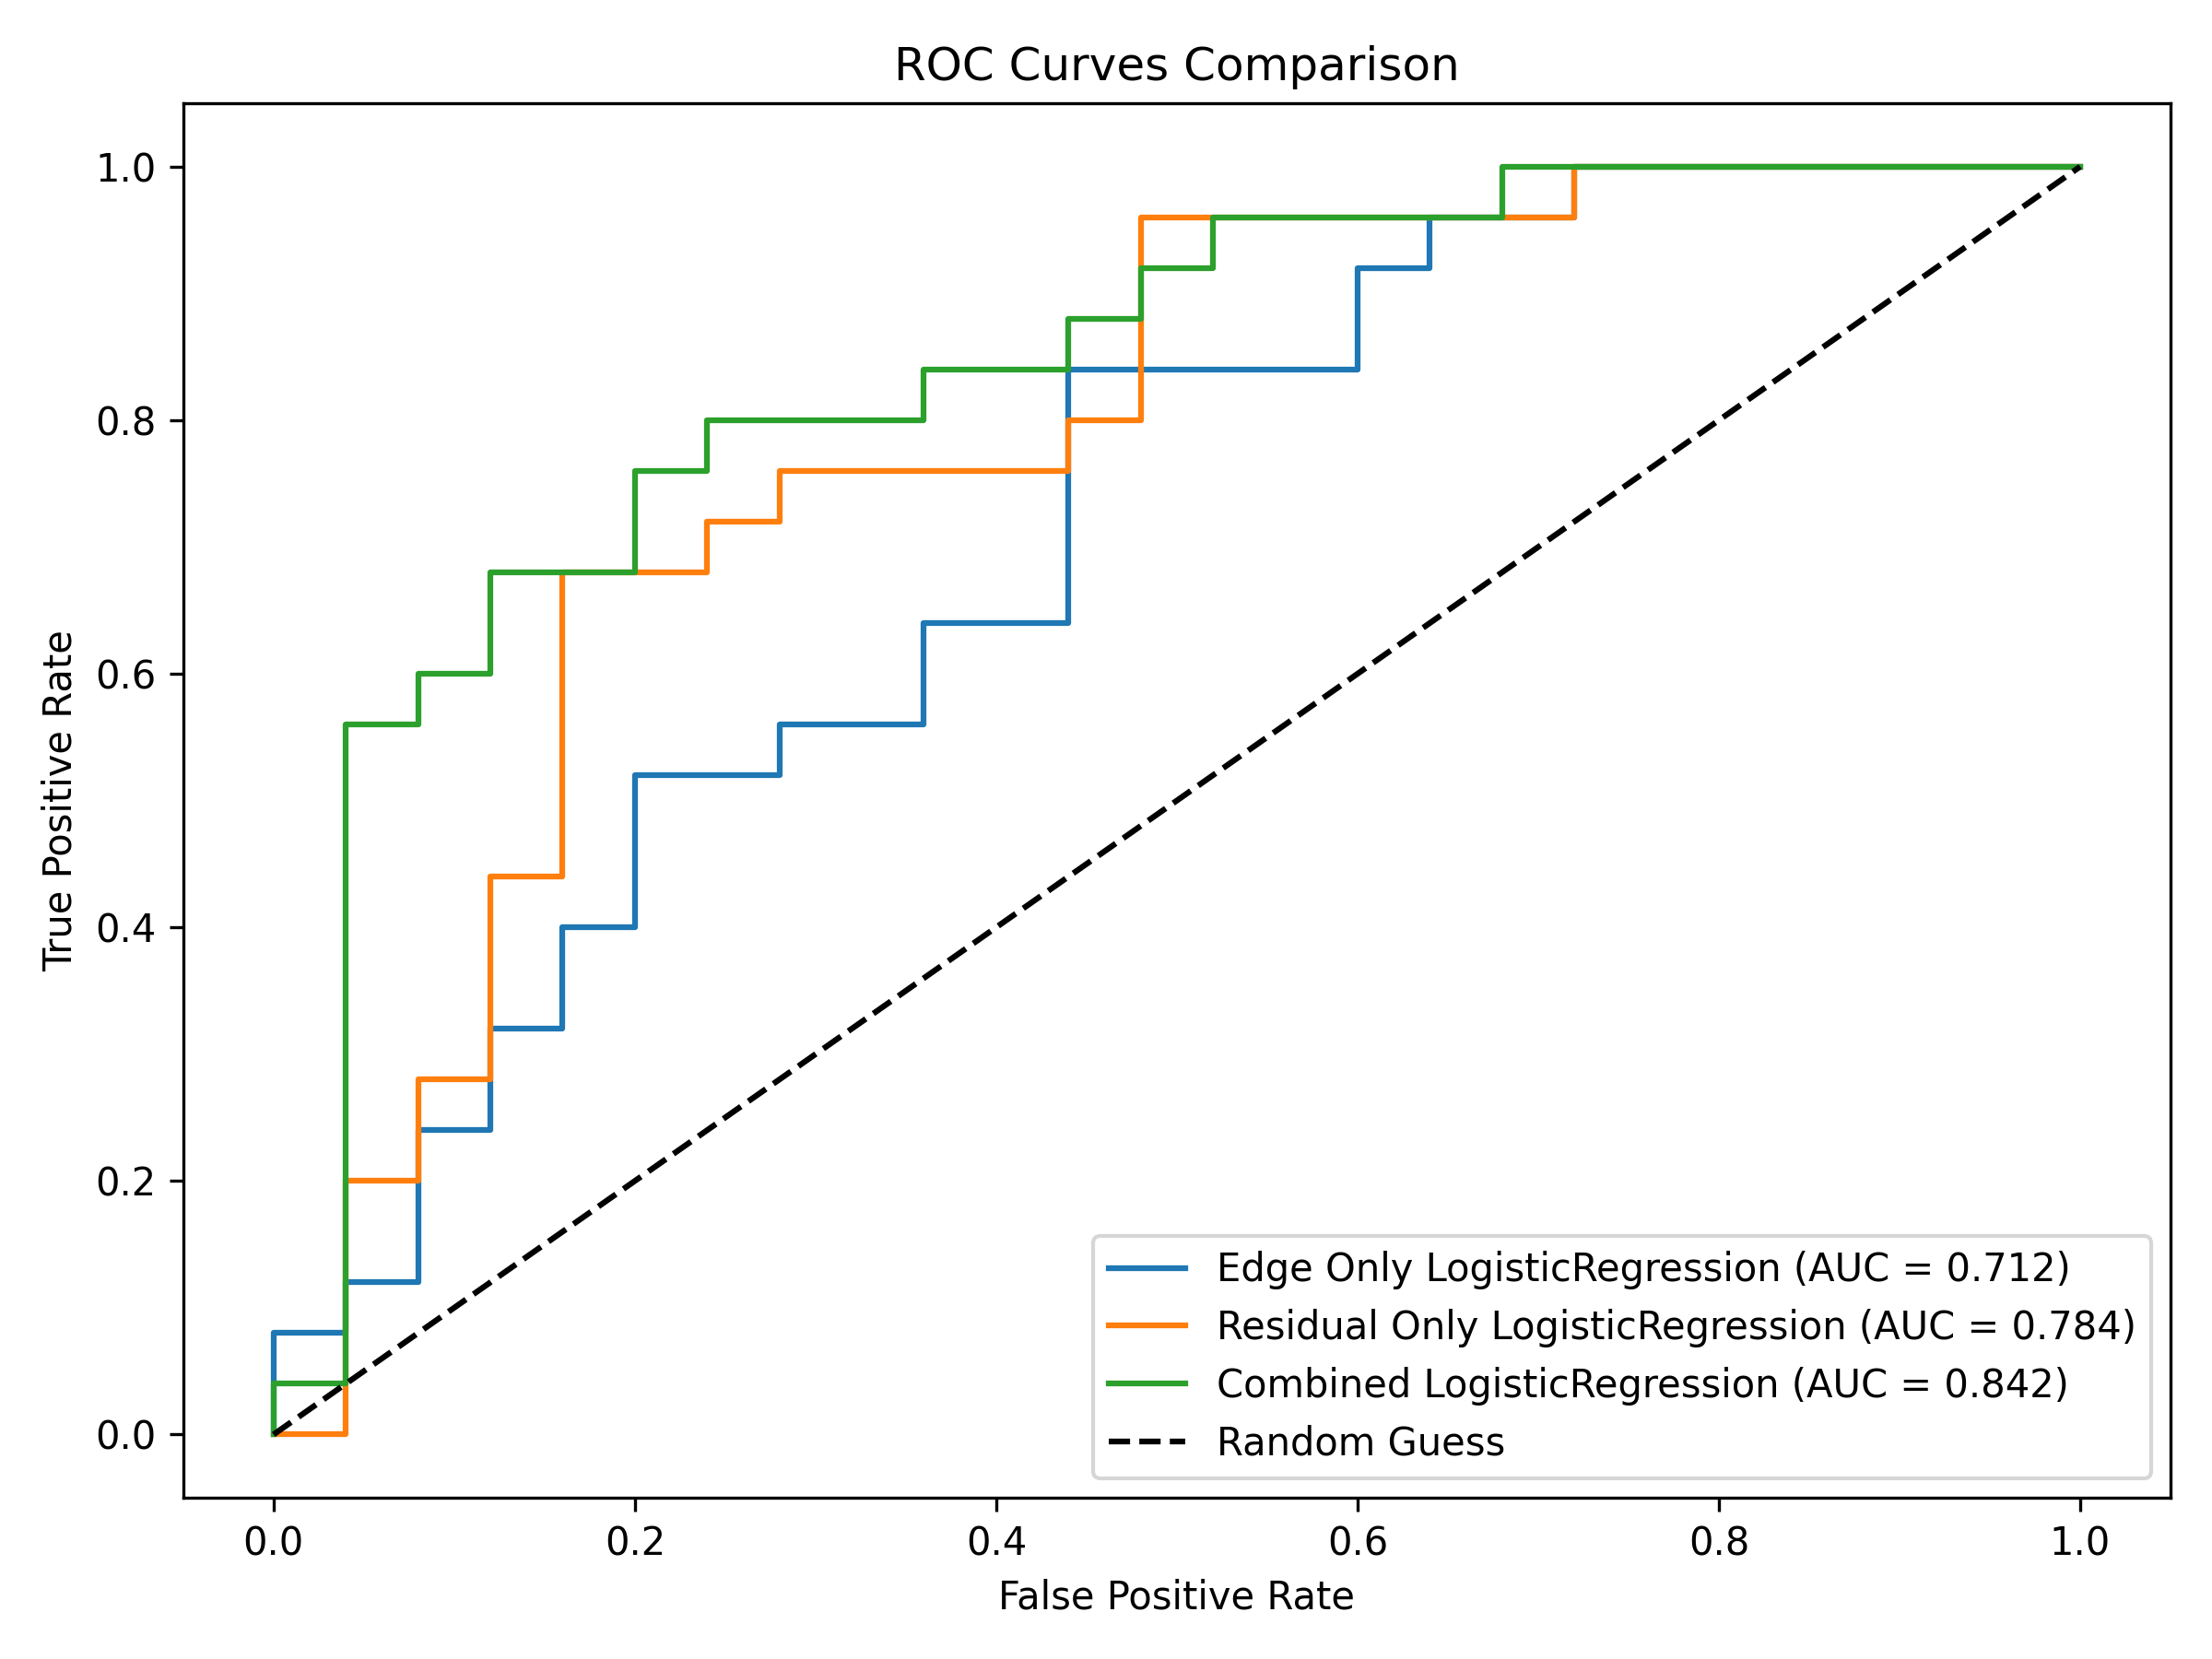 ROC Curves Comparison
True Positive Rate
1.0
0.8
0.6
0.4
0.2
0.0
0.0 0.2 0.4 0.6 0.8 1.0
False Positive Rate
Edge Only LogisticRegression (AUC = 0.712)
Residual Only LogisticRegression (AUC = 0.784)
Combined LogisticRegression (AUC = 0.842)
Random Guess